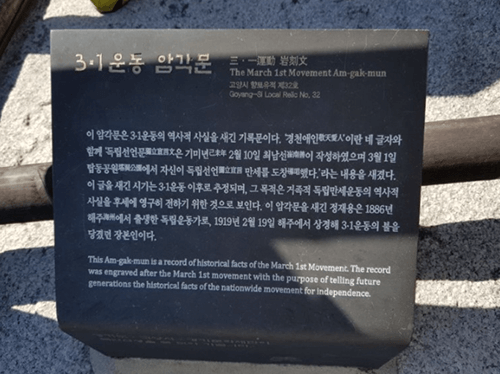 3·1운동 암각문
三·一運動 岩刻文
The March 1st Movement Am-gak-mun
고양시 향토유적 제32호
Goyang-Si Local Relic No. 32
이 암각문은 3·1운동의 역사적 사실을 새긴 기록문이다. '경천애인敬天愛人'이란 네 글자와
함께 '독립선언문獨立宣言文은 기미년己未年 2월 10일 최남선崔南善이 작성하였으며 3월 1일
탑동공원塔洞公園에서 자신이 독립선언獨立宣言 만세를 도창導唱했다.'라는 내용을 새겼다.
이 글을 새긴 시기는 3·1운동 이후로 추정되며, 그 목적은 거족적 독립만세운동의 역사적
사실을 후세에 영구히 전하기 위한 것으로 보인다. 이 암각문을 새긴 정재용은 1886년
해주海州에서 출생한 독립운동가로, 1919년 2월 19일 해주에서 상경해 3·1운동의 불을
당겼던 장본인이다.
This Am-gak-mun is a record of historical facts of the March 1st Movement. The record
was engraved after the March 1st movement with the purpose of telling future
generations the historical facts of the nationwide movement for independence.